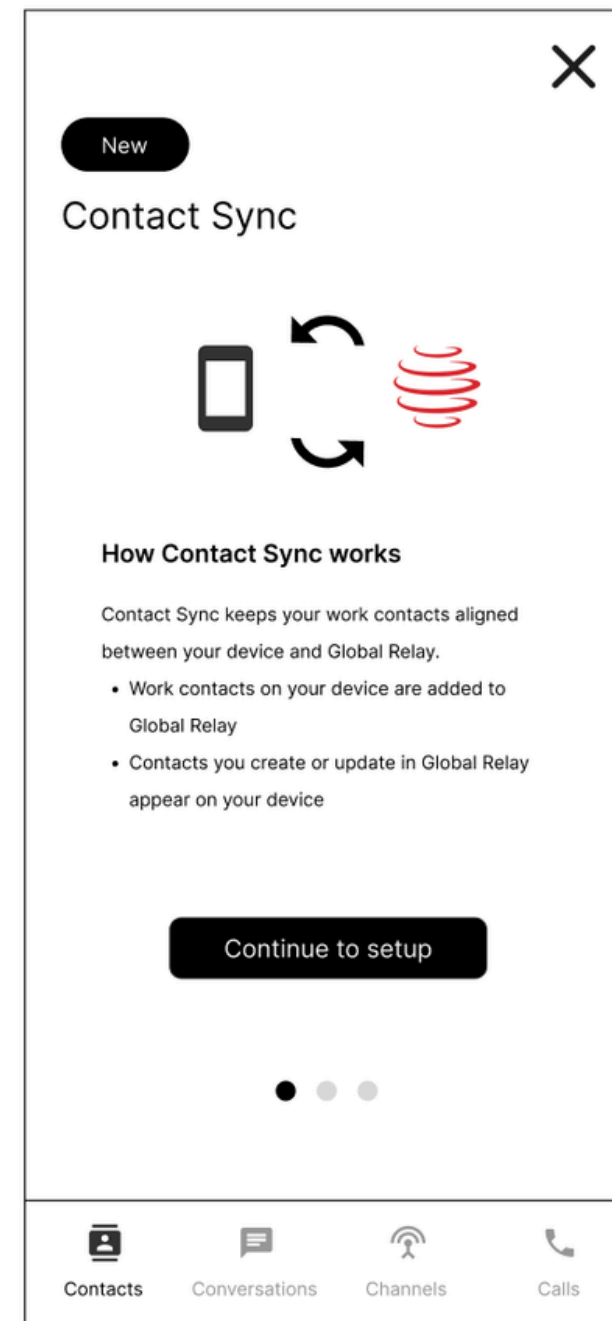 New
Contact Sync
How Contact Sync works
Contact Sync keeps your work contacts aligned
between your device and Global Relay.
• Work contacts on your device are added to
Global Relay
• Contacts you create or update in Global Relay
appear on your device
Continue to setup
Contacts Conversations Channels Calls